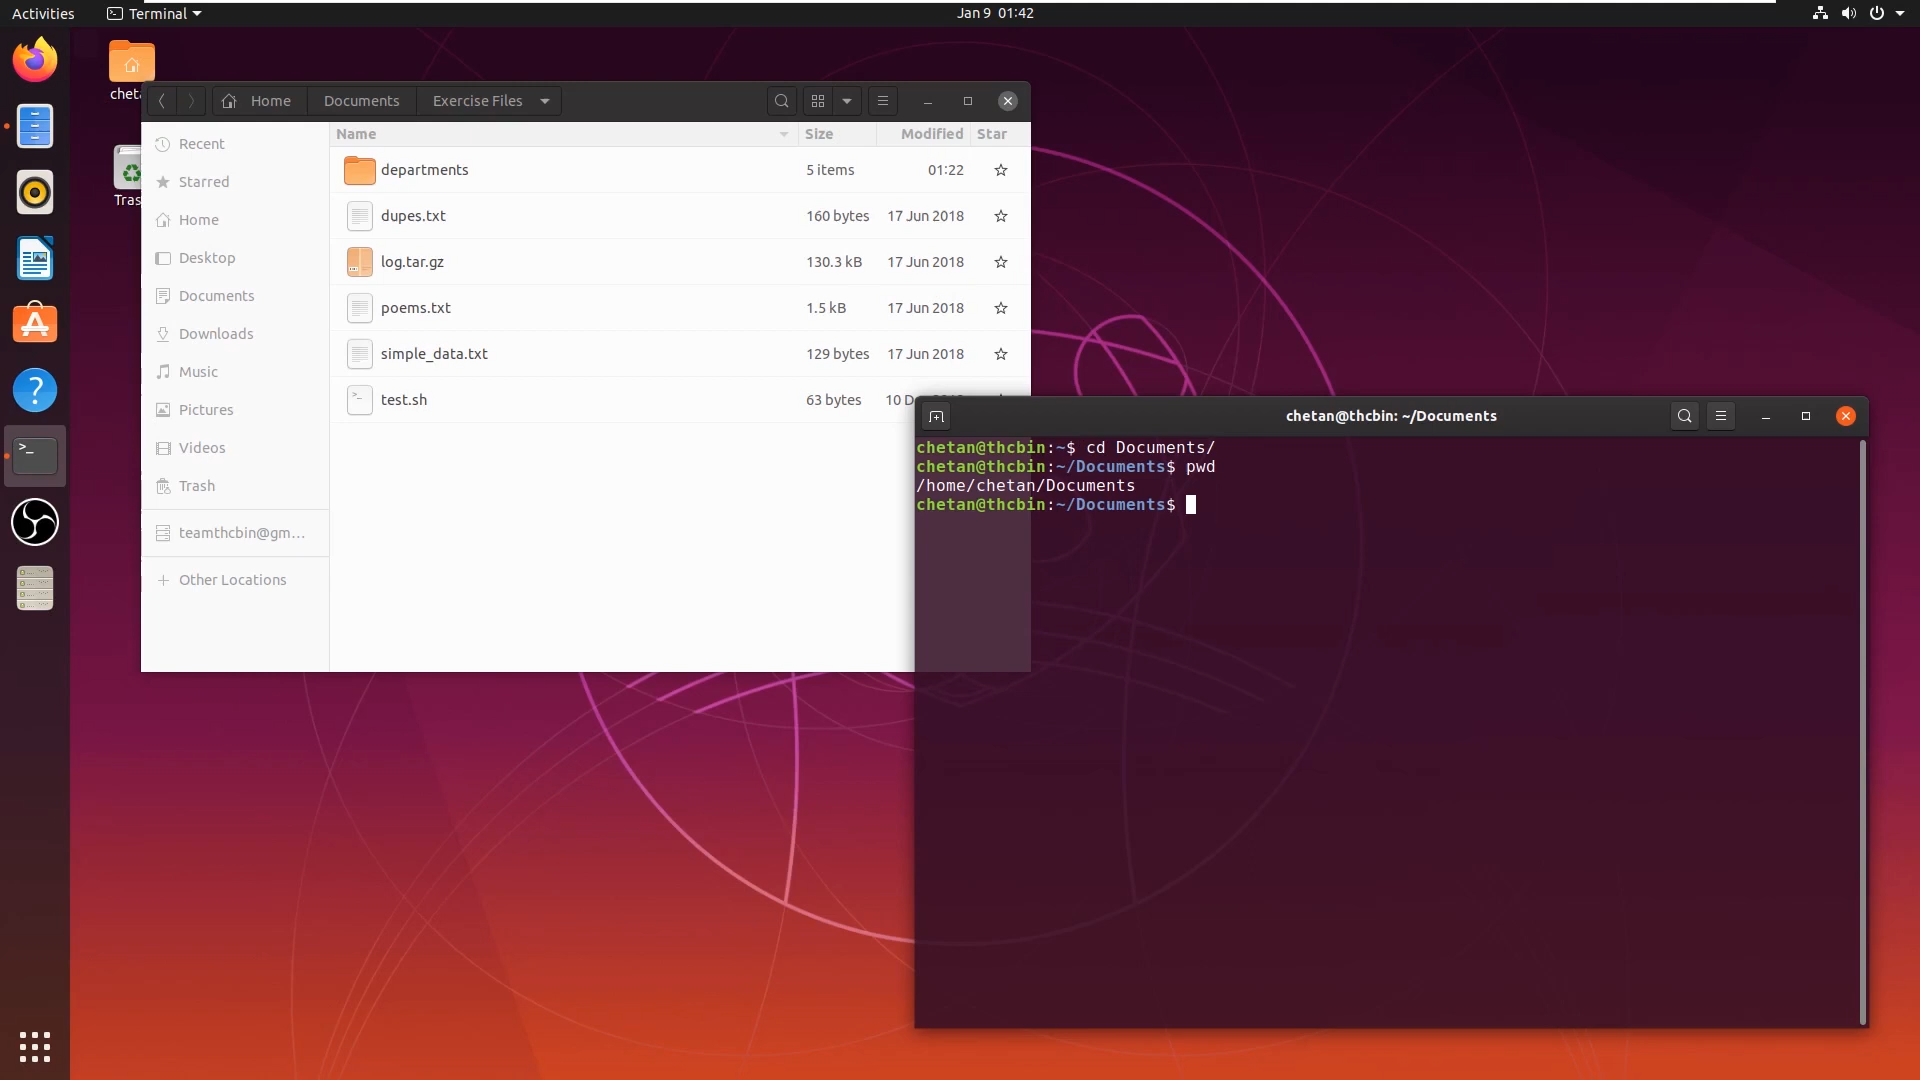 Activities
Terminal
Jan 9 01:42
Home
Documents
Exercise Files
Name
Size
Modified
Star
Recent
Starred
Home
Desktop
Documents
Downloads
Music
Pictures
Videos
Trash
teamthcbin@gm...
+ Other Locations
departments
5 items
01:22
dupes.txt
160 bytes
17 Jun 2018
log.tar.gz
130.3 kB
17 Jun 2018
poems.txt
1.5 kB
17 Jun 2018
simple_data.txt
129 bytes
17 Jun 2018
test.sh
63 bytes
chetan@thcbin: ~/Documents
chetan@thcbin:~$ cd Documents/
chetan@thcbin:~/Documents$ pwd
/home/chetan/Documents
chetan@thcbin:~/Documents$